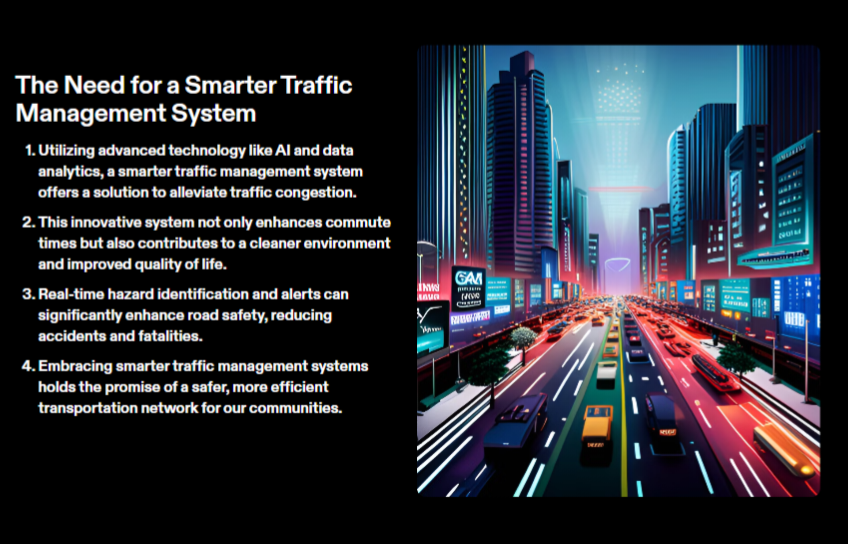 The Need for a Smarter Traffic
Management System
1. Utilizing advanced technology like AI and data
analytics, a smarter traffic management system
offers a solution to alleviate traffic congestion.
2. This innovative system not only enhances commute
times but also contributes to a cleaner environment
and improved quality of life.
3. Real-time hazard identification and alerts can
significantly enhance road safety, reducing
accidents and fatalities.
4. Embracing smarter traffic management systems
holds the promise of a safer, more efficient
transportation network for our communities.